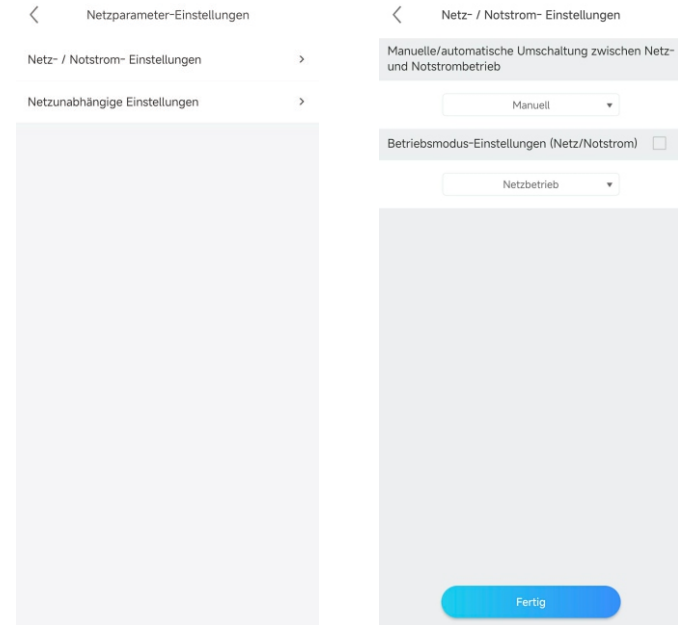 Netzparameter-Einstellungen
Netz- / Notstrom- Einstellungen
Netzunabhängige Einstellungen
Netz- / Notstrom- Einstellungen
Manuelle/automatische Umschaltung zwischen Netz-
und Notstrombetrieb
Manuell
Betriebsmodus-Einstellungen (Netz/Notstrom)
Netzbetrieb
Fertig